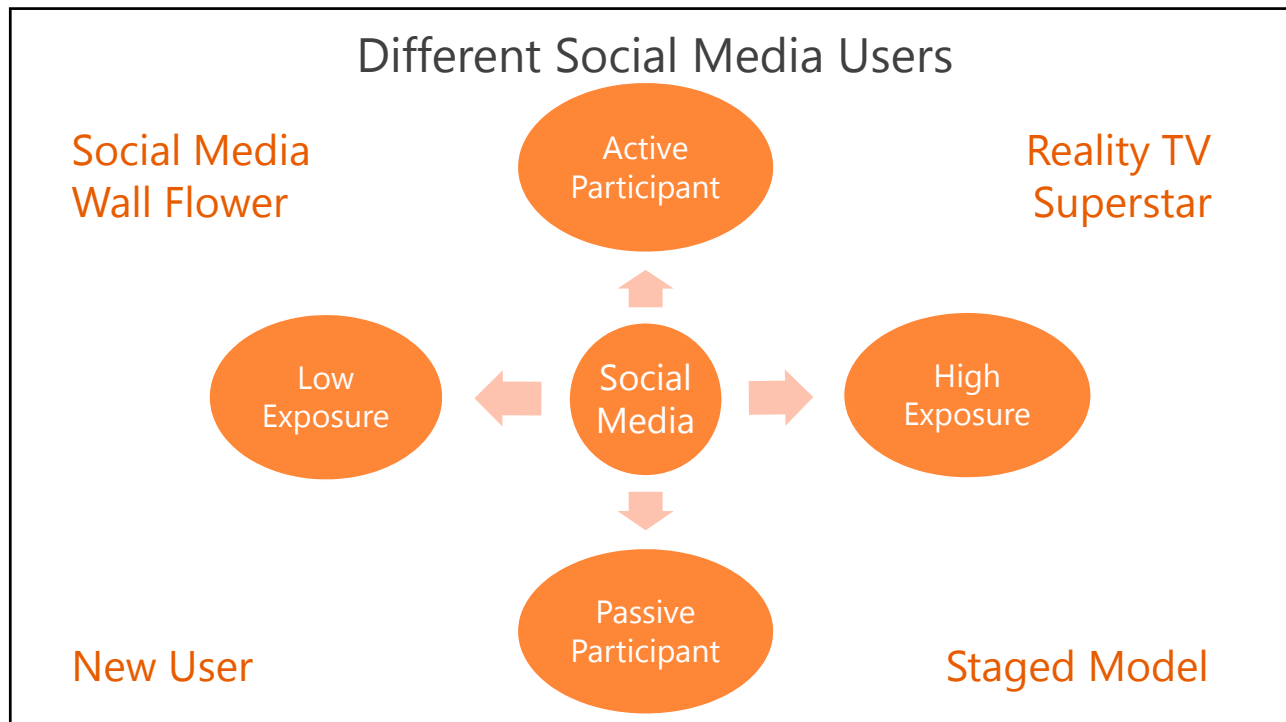 Different Social Media Users
Social Media
Wall Flower
Active
Participant
Reality TV
Superstar
Low
Exposure
Social
Media
High
Exposure
Passive
Participant
New User
Staged Model